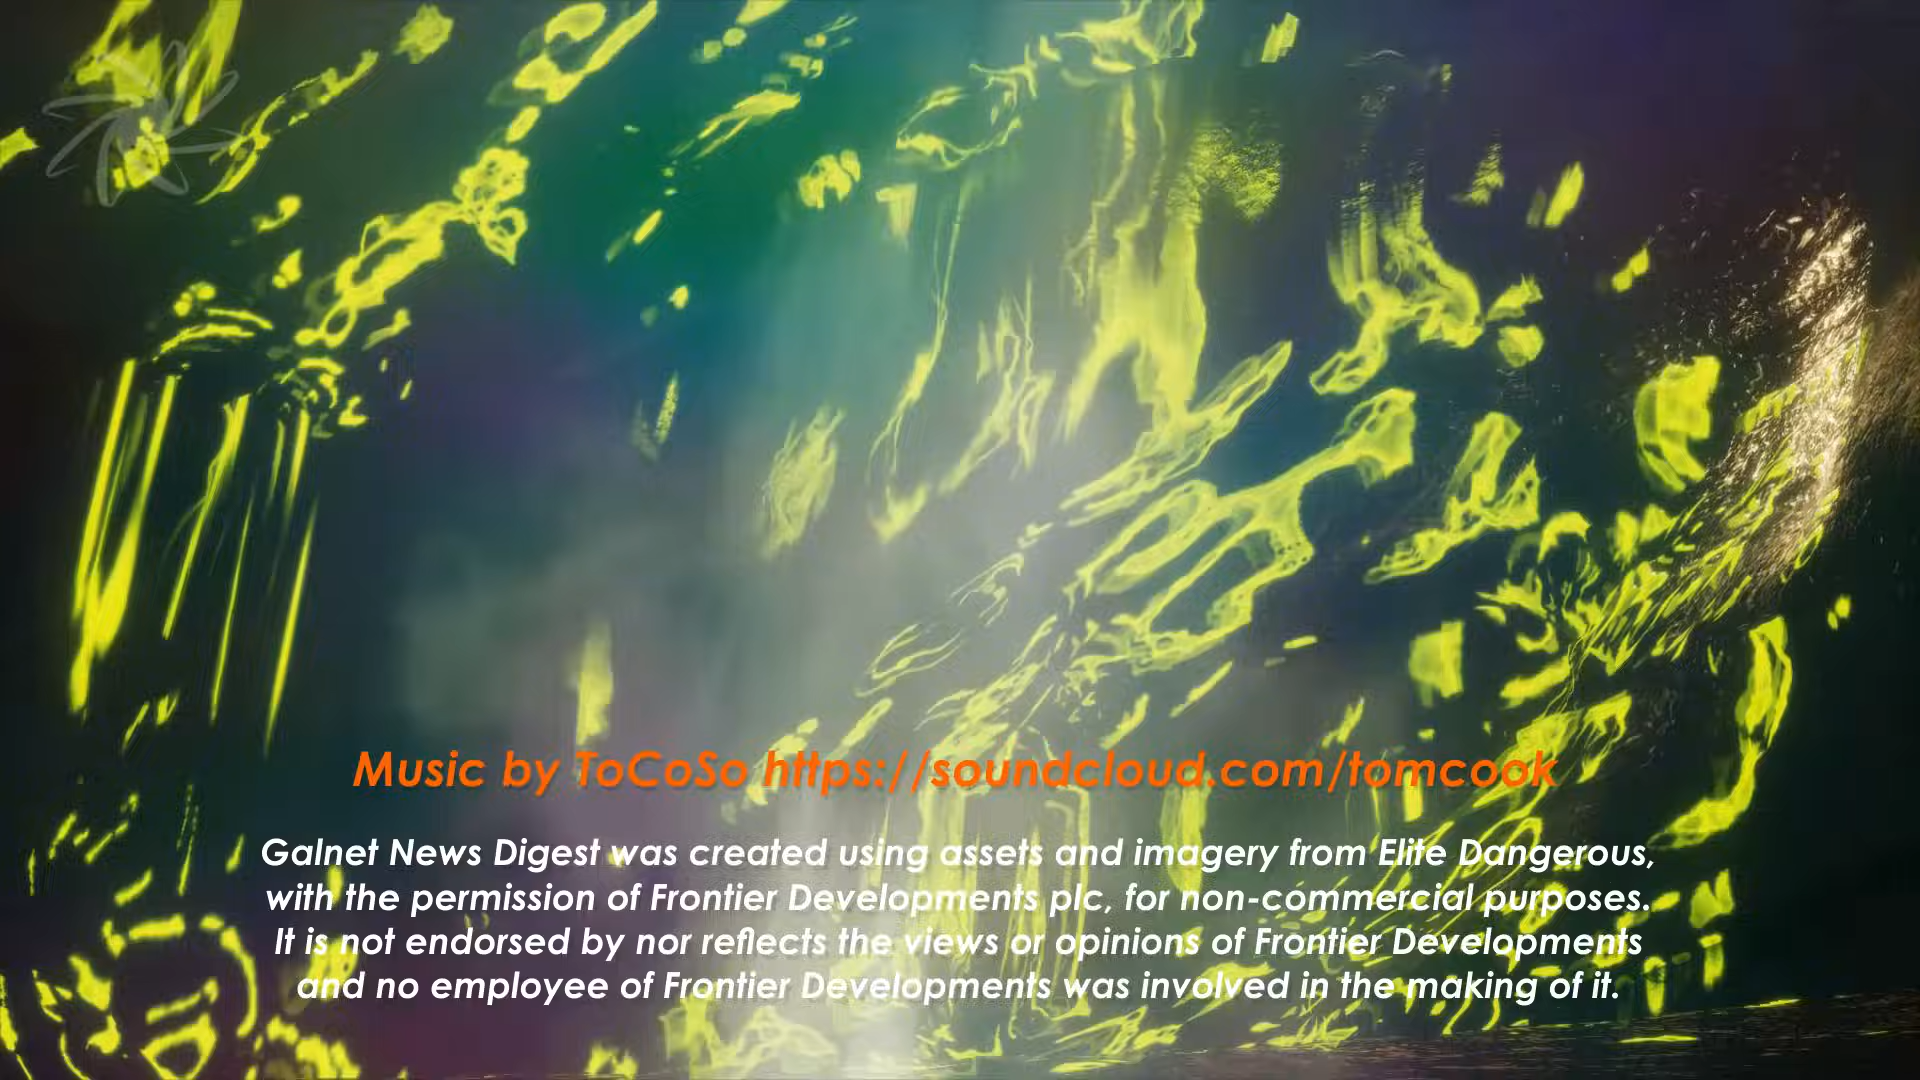 Music by ToCoSo https://soundcloud.com/tomcook
Galnet News Digest was created using assets and imagery from Elite Dangerous,
with the permission of Frontier Developments plc, for non-commercial purposes.
It is not endorsed by nor reflects the views or opinions of Frontier Developments
and no employee of Frontier Developments was involved in the making of it.